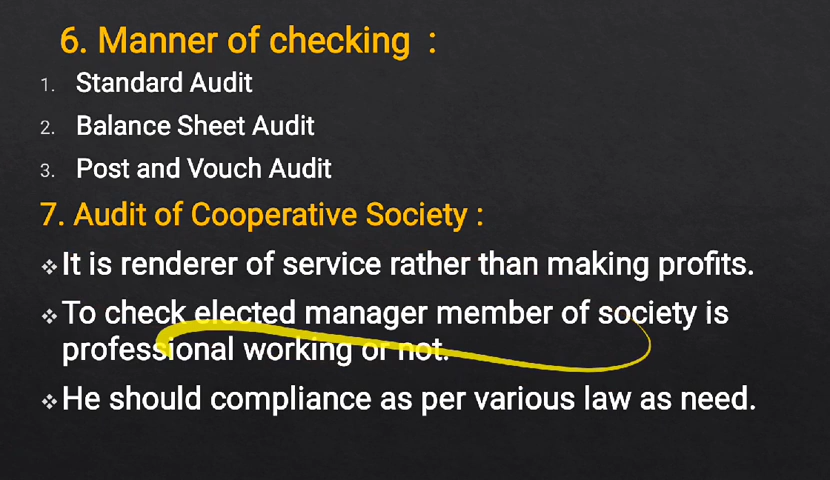 6. Manner of checking :
1. Standard Audit
2. Balance Sheet Audit
3. Post and Vouch Audit
7. Audit of Cooperative Society :
❖It is renderer of service rather than making profits.
❖To check elected manager member of society is
professional working or not.
❖He should compliance as per various law as need.